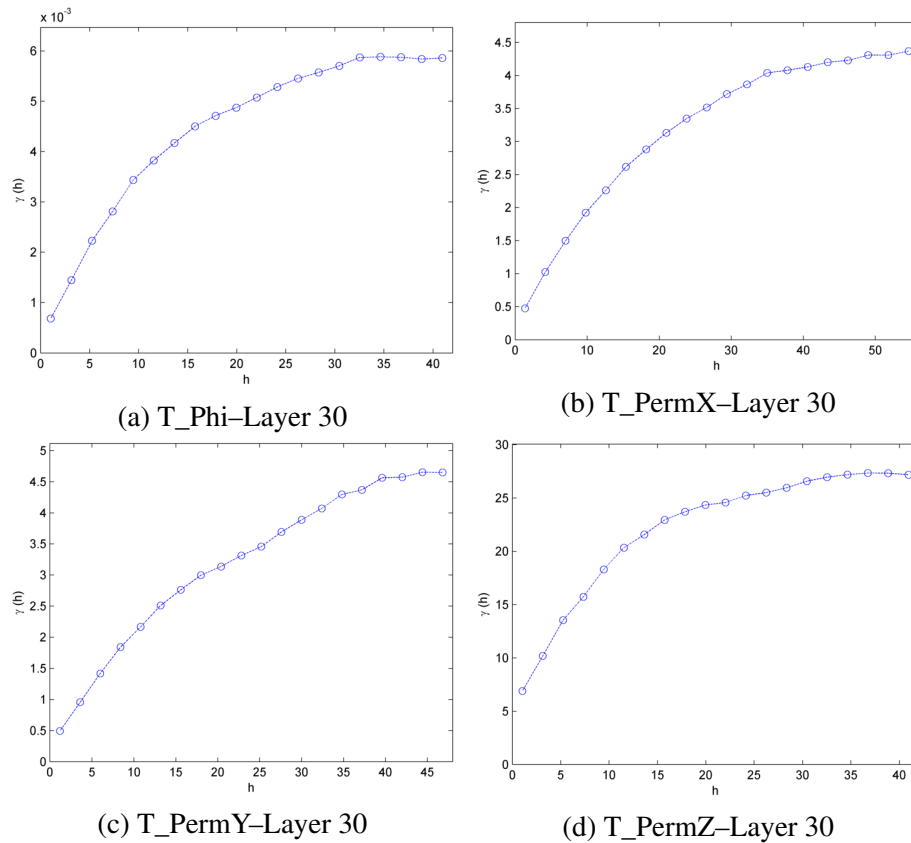 x 10⁻³
6
5
4
3
2
1
0
γ (h)
0 5 10 15 20 25 30 35 40
h
(a) T_Phi–Layer 30
4.5
4
3.5
3
2.5
2
1.5
1
0.5
0
γ (h)
0 10 20 30 40 50
h
(b) T_PermX–Layer 30
5
4.5
4
3.5
3
2.5
2
1.5
1
0.5
0
γ (h)
0 5 10 15 20 25 30 35 40 45
h
(c) T_PermY–Layer 30
30
25
20
15
10
5
0
γ (h)
0 5 10 15 20 25 30 35 40
h
(d) T_PermZ–Layer 30